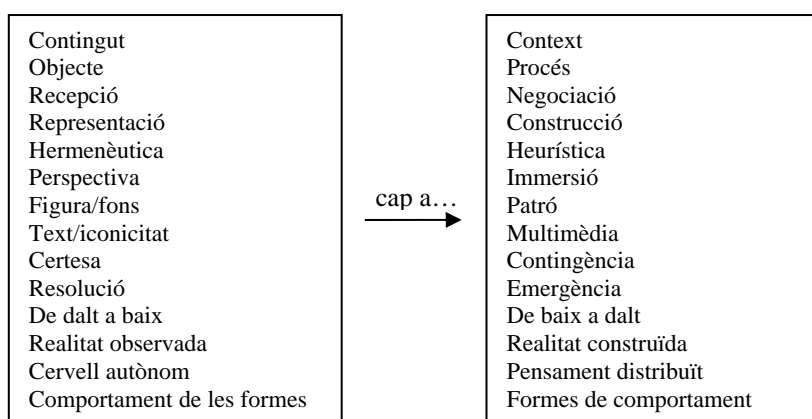 Contingut
Objecte
Recepció
Representació
Hermenèutica
Perspectiva
Figura/fons
Text/iconicitat
Certesa
Resolució
De dalt a baix
Realitat observada
Cervell autònom
Comportament de les formes
cap a…
Context
Procés
Negociació
Construcció
Heurística
Immersió
Patró
Multimèdia
Contingència
Emergència
De baix a dalt
Realitat construïda
Pensament distribuït
Formes de comportament